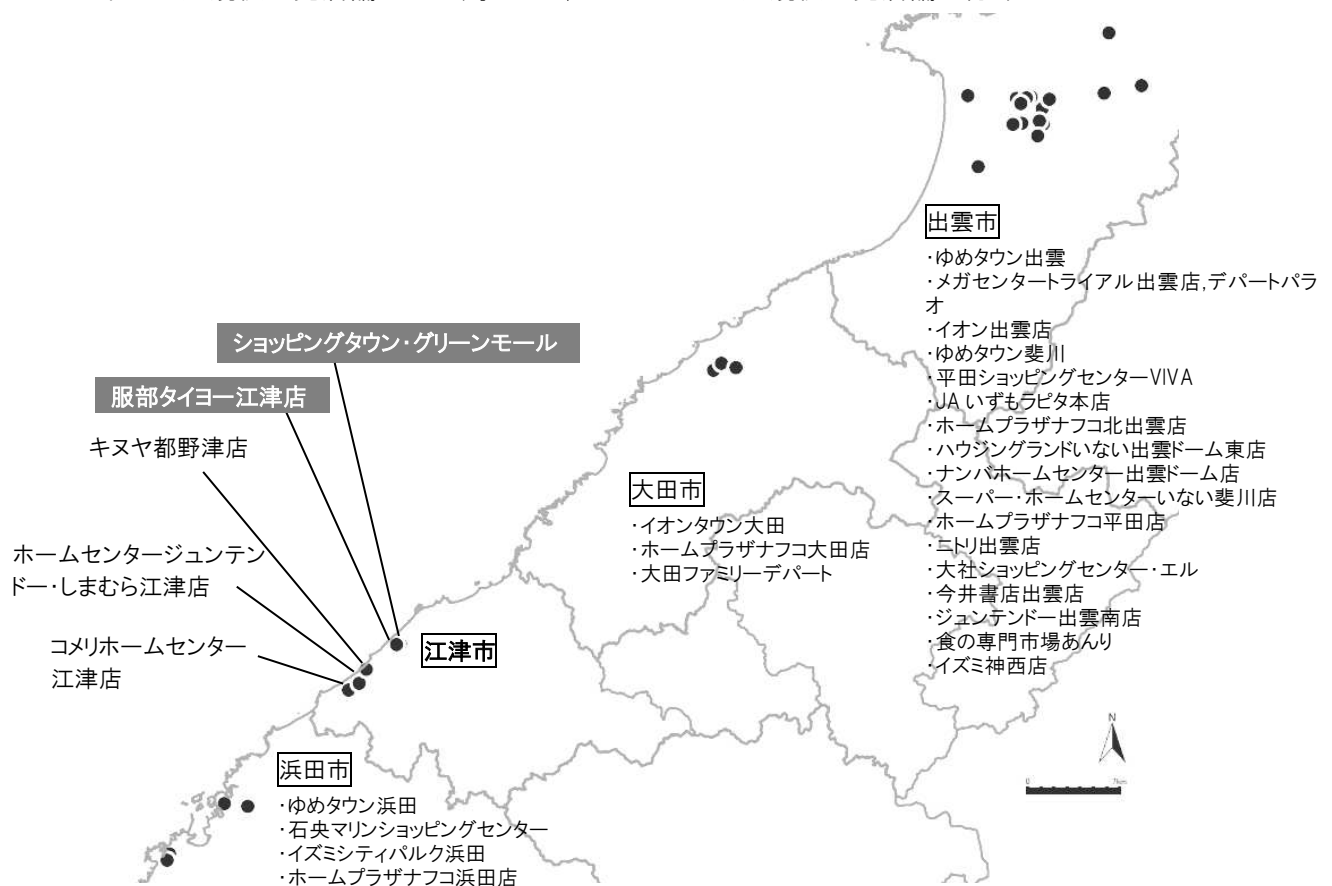 ショッピングタウン・グリーンモール
服部タイヨー江津店
キヌヤ都野津店
ホームセンタージュンテン
ドー・しまむら江津店
コメリホームセンター
江津店
江津市
浜田市
・ゆめタウン浜田
・石央マリンショッピングセンター
・イズミシティパルク浜田
・ホームプラザナフコ浜田店
大田市
・イオンタウン大田
・ホームプラザナフコ大田店
・大田ファミリーデパート
出雲市
・ゆめタウン出雲
・メガセンタートライアル出雲店,デパートパラ
オ
・イオン出雲店
・ゆめタウン斐川
・平田ショッピングセンターVIVA
・JAいずもラピタ本店
・ホームプラザナフコ北出雲店
・ハウジングランドいない出雲ドーム東店
・ナンバホームセンター出雲ドーム店
・スーパー・ホームセンターいない斐川店
・ホームプラザナフコ平田店
・ニトリ出雲店
・大社ショッピングセンター・エル
・今井書店出雲店
・ジュンテンドー出雲南店
・食の専門市場あんり
・イズミ神西店
N
0 7km